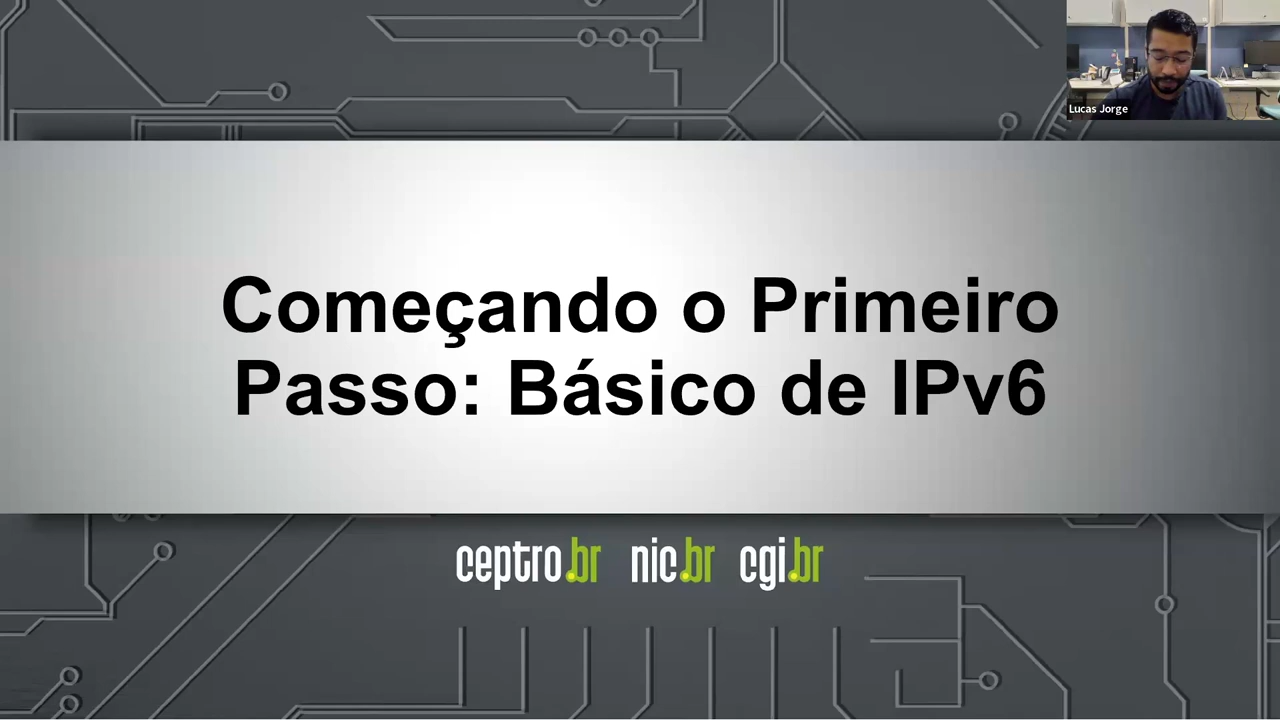 Lucas Jorge
Começando o Primeiro
Passo: Básico de IPv6
ceptro.br nic.br cgi.br